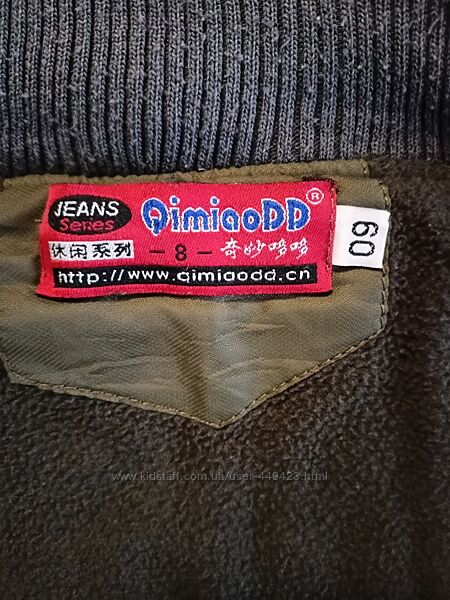 JEANS
Series
QimiaoDD®
休闲系列
-8-
奇妙哆哆
http://www.qimiaodd.cn
60
www.kidstaff.com.ua/user-449423.html